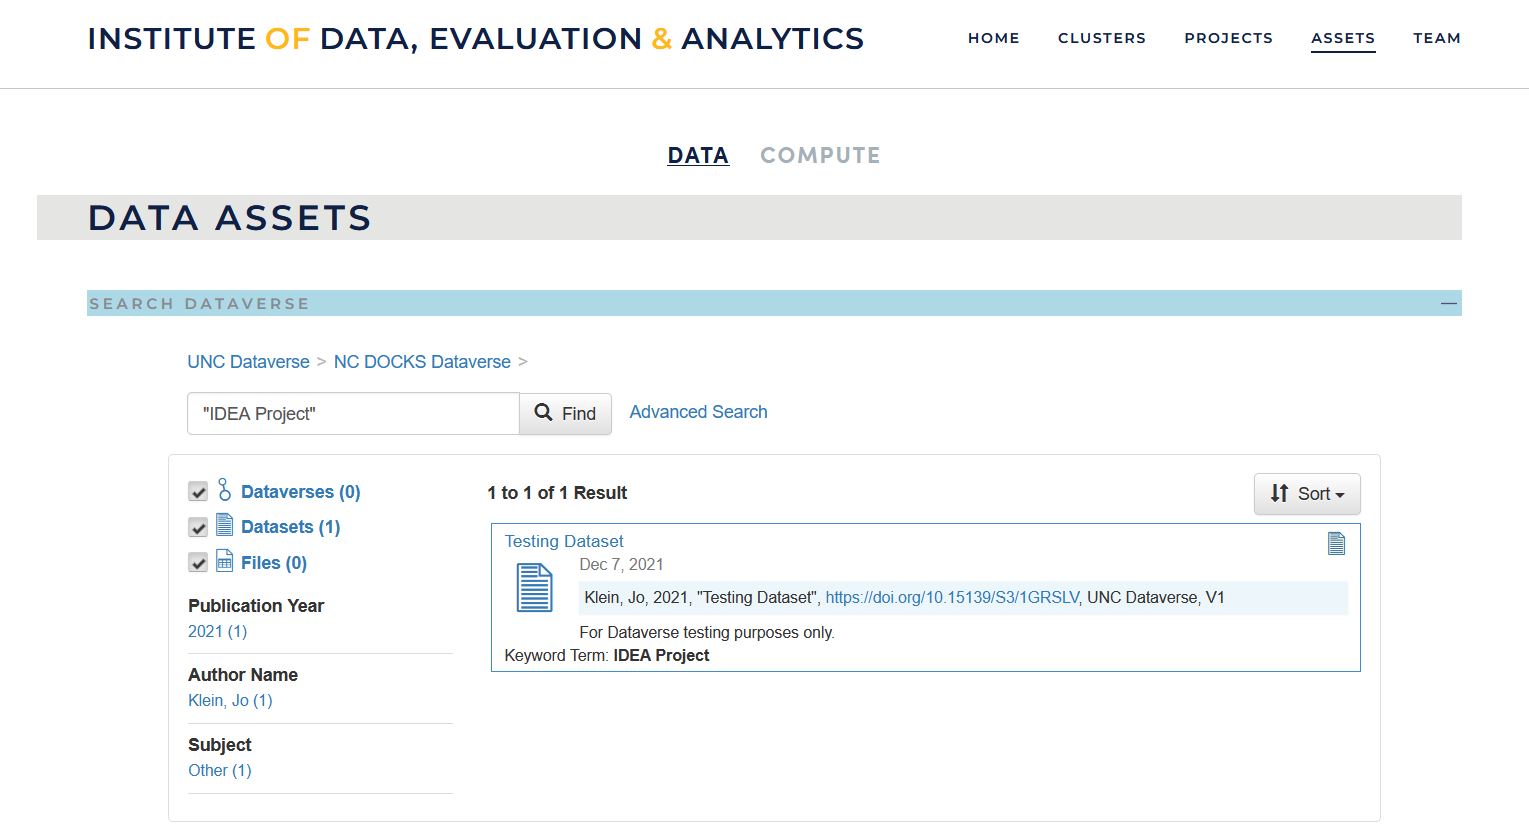 INSTITUTE OF DATA, EVALUATION & ANALYTICS
HOME CLUSTERS PROJECTS ASSETS TEAM
DATA COMPUTE
DATA ASSETS
SEARCH DATAVERSE
UNC Dataverse > NC DOCKS Dataverse >
"IDEA Project" Find Advanced Search
Dataverses (0)
Datasets (1)
Files (0)
Publication Year
2021 (1)
Author Name
Klein, Jo (1)
Subject
Other (1)
1 to 1 of 1 Result
Sort
Testing Dataset
Dec 7, 2021
Klein, Jo, 2021, "Testing Dataset", https://doi.org/10.15139/S3/1GRSLV, UNC Dataverse, V1
For Dataverse testing purposes only.
Keyword Term: IDEA Project